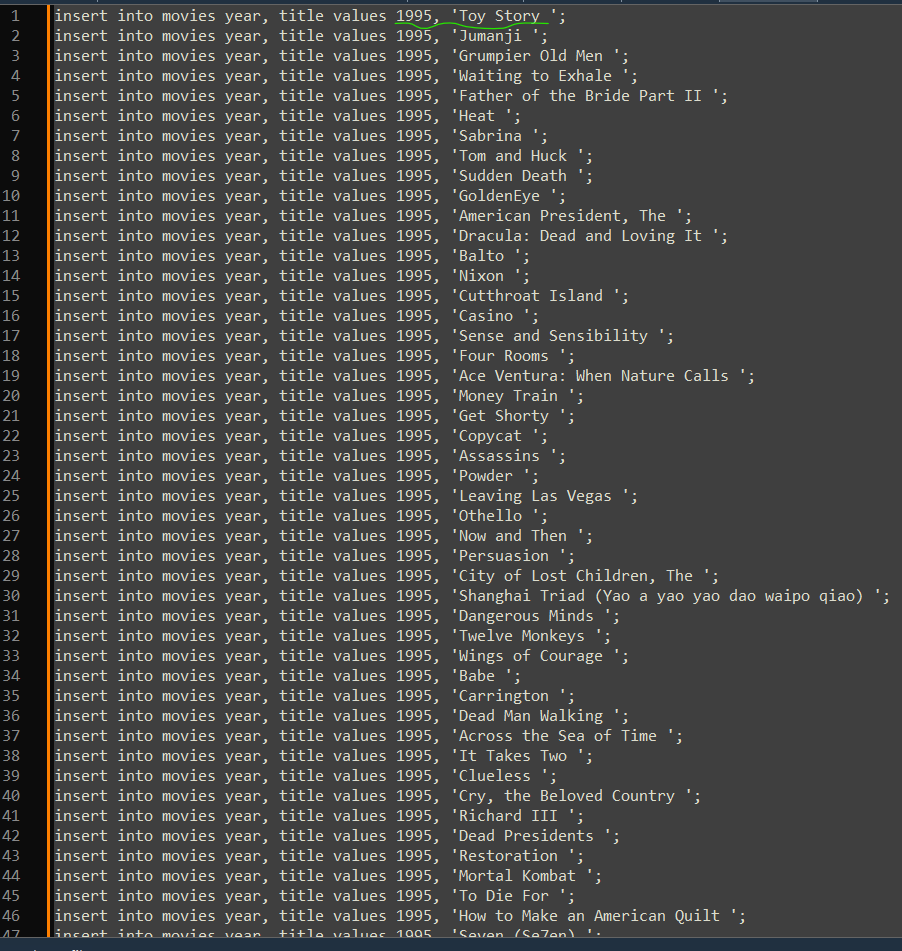 1 insert into movies year, title values 1995, 'Toy Story ';
2 insert into movies year, title values 1995, 'Jumanji ';
3 insert into movies year, title values 1995, 'Grumpier Old Men ';
4 insert into movies year, title values 1995, 'Waiting to Exhale ';
5 insert into movies year, title values 1995, 'Father of the Bride Part II ';
6 insert into movies year, title values 1995, 'Heat ';
7 insert into movies year, title values 1995, 'Sabrina ';
8 insert into movies year, title values 1995, 'Tom and Huck ';
9 insert into movies year, title values 1995, 'Sudden Death ';
10 insert into movies year, title values 1995, 'GoldenEye ';
11 insert into movies year, title values 1995, 'American President, The ';
12 insert into movies year, title values 1995, 'Dracula: Dead and Loving It ';
13 insert into movies year, title values 1995, 'Balto ';
14 insert into movies year, title values 1995, 'Nixon ';
15 insert into movies year, title values 1995, 'Cutthroat Island ';
16 insert into movies year, title values 1995, 'Casino ';
17 insert into movies year, title values 1995, 'Sense and Sensibility ';
18 insert into movies year, title values 1995, 'Four Rooms ';
19 insert into movies year, title values 1995, 'Ace Ventura: When Nature Calls ';
20 insert into movies year, title values 1995, 'Money Train ';
21 insert into movies year, title values 1995, 'Get Shorty ';
22 insert into movies year, title values 1995, 'Copycat ';
23 insert into movies year, title values 1995, 'Assassins ';
24 insert into movies year, title values 1995, 'Powder ';
25 insert into movies year, title values 1995, 'Leaving Las Vegas ';
26 insert into movies year, title values 1995, 'Othello ';
27 insert into movies year, title values 1995, 'Now and Then ';
28 insert into movies year, title values 1995, 'Persuasion ';
29 insert into movies year, title values 1995, 'City of Lost Children, The ';
30 insert into movies year, title values 1995, 'Shanghai Triad (Yao a yao yao dao waipo qiao) ';
31 insert into movies year, title values 1995, 'Dangerous Minds ';
32 insert into movies year, title values 1995, 'Twelve Monkeys ';
33 insert into movies year, title values 1995, 'Wings of Courage ';
34 insert into movies year, title values 1995, 'Babe ';
35 insert into movies year, title values 1995, 'Carrington ';
36 insert into movies year, title values 1995, 'Dead Man Walking ';
37 insert into movies year, title values 1995, 'Across the Sea of Time ';
38 insert into movies year, title values 1995, 'It Takes Two ';
39 insert into movies year, title values 1995, 'Clueless ';
40 insert into movies year, title values 1995, 'Cry, the Beloved Country ';
41 insert into movies year, title values 1995, 'Richard III ';
42 insert into movies year, title values 1995, 'Dead Presidents ';
43 insert into movies year, title values 1995, 'Restoration ';
44 insert into movies year, title values 1995, 'Mortal Kombat ';
45 insert into movies year, title values 1995, 'To Die For ';
46 insert into movies year, title values 1995, 'How to Make an American Quilt ';
47 insert into movies year, title values 1995, 'Seven (Se7en) ';